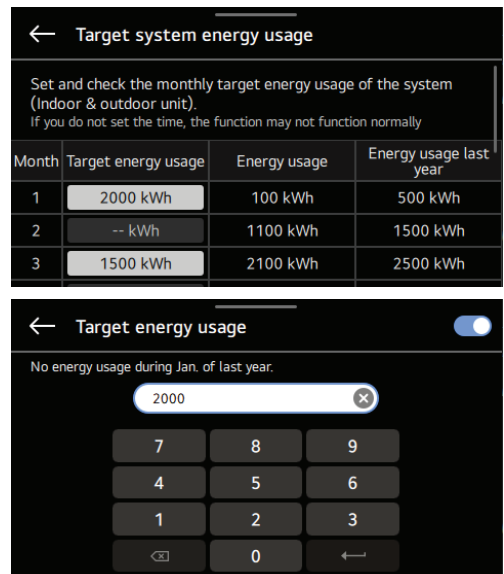 Target system energy usage
Set and check the monthly target energy usage of the system
(Indoor & outdoor unit).
If you do not set the time, the function may not function normally
Month Target energy usage Energy usage Energy usage last
year
1 2000 kWh 100 kWh 500 kWh
2 -- kWh 1100 kWh 1500 kWh
3 1500 kWh 2100 kWh 2500 kWh
Target energy usage
No energy usage during Jan. of last year.
2000
7 8 9
4 5 6
1 2 3
0